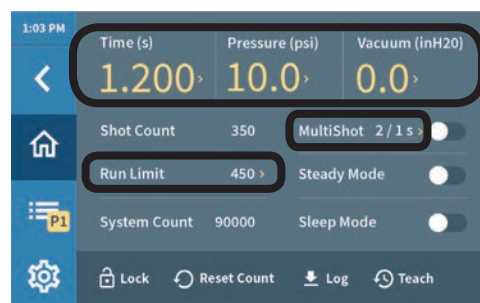 1:03 PM
Time (s) Pressure (psi) Vacuum (inH20)
1.200› 10.0› 0.0›
Shot Count 350 MultiShot 2 / 1 s ›
Run Limit 450 › Steady Mode
P1
System Count 90000 Sleep Mode
Lock Reset Count Log Teach